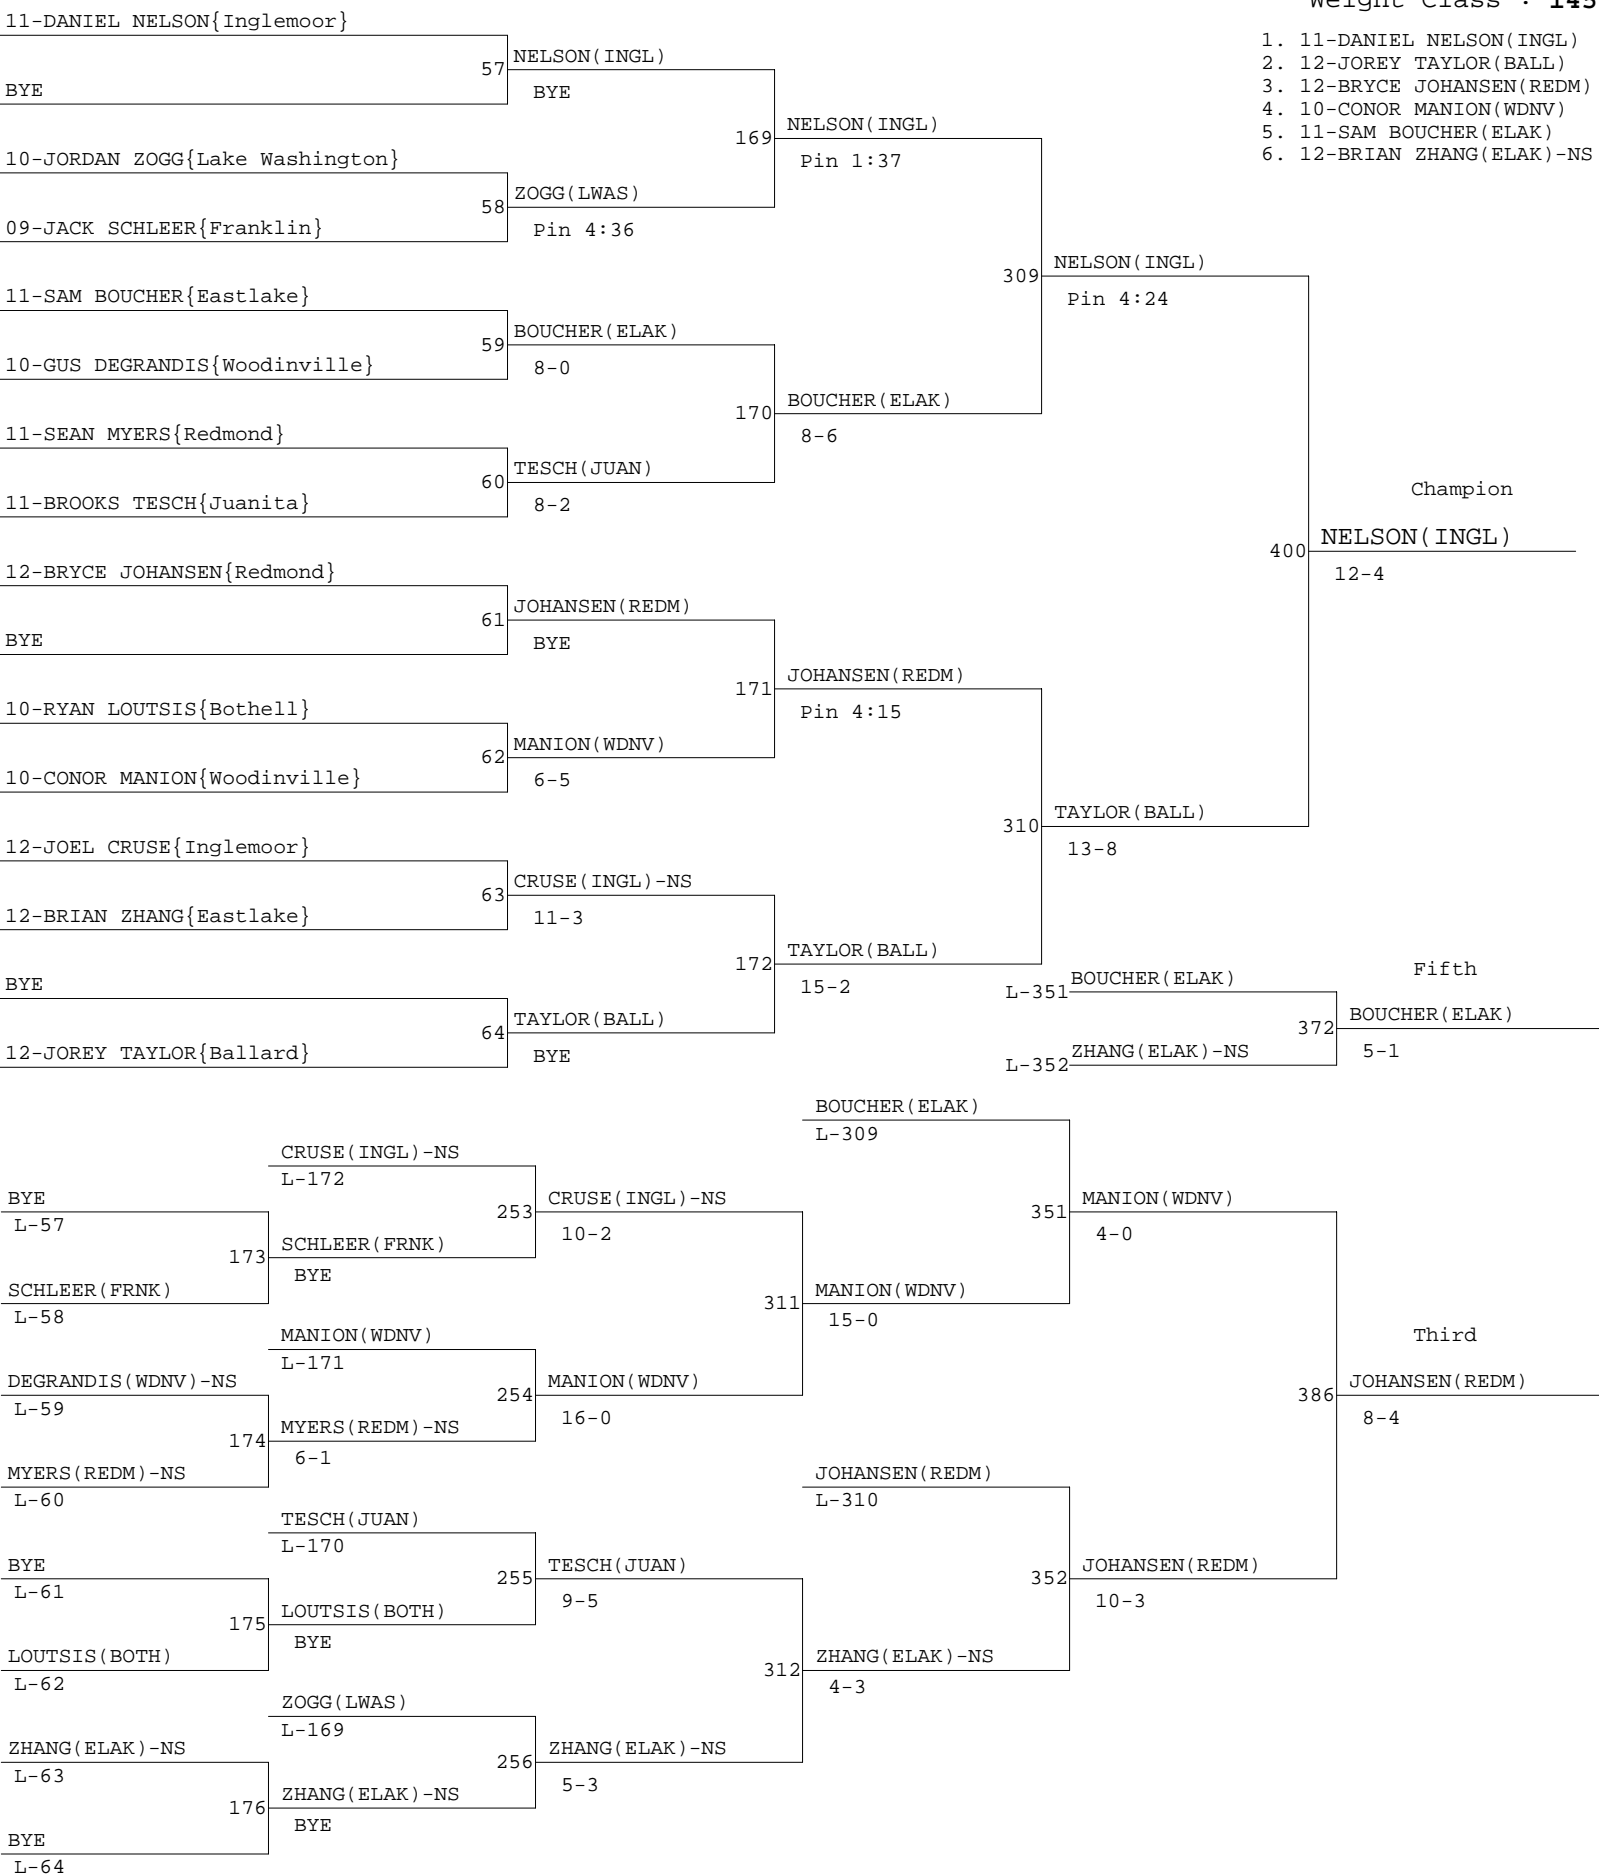 Weight Class : 145
1. 11-DANIEL NELSON(INGL)
2. 12-JOREY TAYLOR(BALL)
3. 12-BRYCE JOHANSEN(REDM)
4. 10-CONOR MANION(WDNV)
5. 11-SAM BOUCHER(ELAK)
6. 12-BRIAN ZHANG(ELAK)-NS
11-DANIEL NELSON{Inglemoor}
57
NELSON(INGL)
BYE
BYE
169
NELSON(INGL)
Pin 1:37
10-JORDAN ZOGG{Lake Washington}
58
ZOGG(LWAS)
Pin 4:36
09-JACK SCHLEER{Franklin}
309
NELSON(INGL)
Pin 4:24
11-SAM BOUCHER{Eastlake}
59
BOUCHER(ELAK)
8-0
10-GUS DEGRANDIS{Woodinville}
170
BOUCHER(ELAK)
8-6
11-SEAN MYERS{Redmond}
60
TESCH(JUAN)
8-2
11-BROOKS TESCH{Juanita}
Champion
400
NELSON(INGL)
12-4
12-BRYCE JOHANSEN{Redmond}
61
JOHANSEN(REDM)
BYE
BYE
171
JOHANSEN(REDM)
Pin 4:15
10-RYAN LOUTSIS{Bothell}
62
MANION(WDNV)
6-5
10-CONOR MANION{Woodinville}
310
TAYLOR(BALL)
13-8
12-JOEL CRUSE{Inglemoor}
63
CRUSE(INGL)-NS
11-3
12-BRIAN ZHANG{Eastlake}
172
TAYLOR(BALL)
15-2
BYE
64
TAYLOR(BALL)
BYE
12-JOREY TAYLOR{Ballard}
Fifth
L-351
BOUCHER(ELAK)
372
BOUCHER(ELAK)
5-1
L-352
ZHANG(ELAK)-NS
BOUCHER(ELAK)
L-309
CRUSE(INGL)-NS
L-172
BYE
L-57
253
CRUSE(INGL)-NS
10-2
351
MANION(WDNV)
4-0
173
SCHLEER(FRNK)
BYE
SCHLEER(FRNK)
L-58
311
MANION(WDNV)
15-0
MANION(WDNV)
L-171
Third
DEGRANDIS(WDNV)-NS
L-59
254
MANION(WDNV)
16-0
386
JOHANSEN(REDM)
8-4
174
MYERS(REDM)-NS
6-1
MYERS(REDM)-NS
L-60
JOHANSEN(REDM)
L-310
TESCH(JUAN)
L-170
BYE
L-61
255
TESCH(JUAN)
9-5
352
JOHANSEN(REDM)
10-3
175
LOUTSIS(BOTH)
BYE
LOUTSIS(BOTH)
L-62
312
ZHANG(ELAK)-NS
4-3
ZOGG(LWAS)
L-169
ZHANG(ELAK)-NS
L-63
256
ZHANG(ELAK)-NS
5-3
176
ZHANG(ELAK)-NS
BYE
BYE
L-64